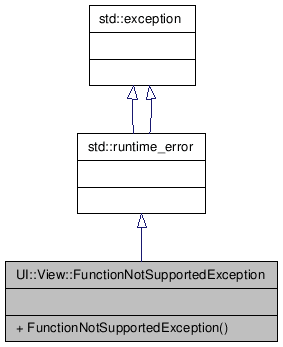 std::exception
std::runtime_error
UI::View::FunctionNotSupportedException
+ FunctionNotSupportedException()